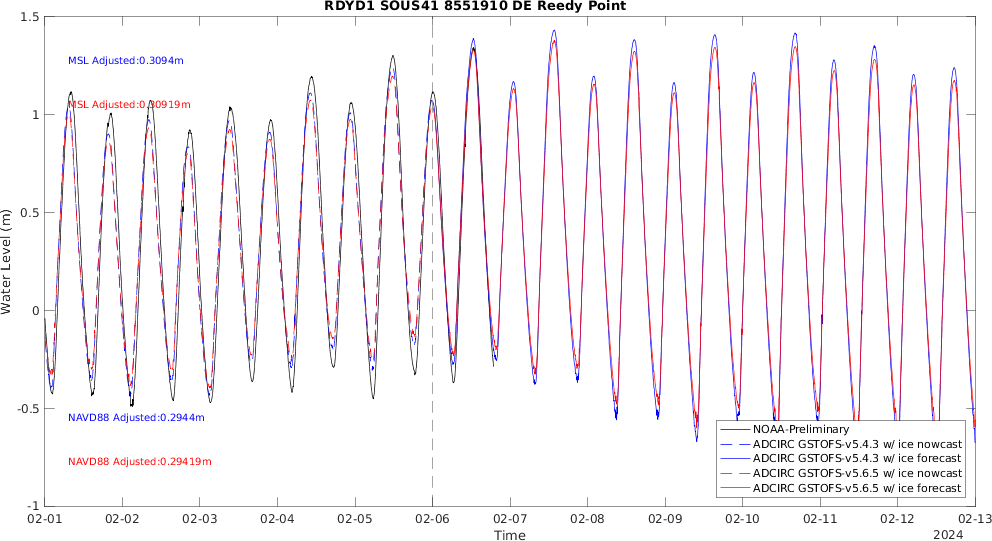 RDYD1 SOUS41 8551910 DE Reedy Point
1.5
1
0.5
0
-0.5
-1
Water Level (m)
MSL Adjusted:0.3094m
MSL Adjusted:0.30919m
NAVD88 Adjusted:0.2944m
NAVD88 Adjusted:0.29419m
NOAA-Preliminary
ADCIRC GSTOFS-v5.4.3 w/ ice nowcast
ADCIRC GSTOFS-v5.4.3 w/ ice forecast
ADCIRC GSTOFS-v5.6.5 w/ ice nowcast
ADCIRC GSTOFS-v5.6.5 w/ ice forecast
02-01 02-02 02-03 02-04 02-05 02-06 02-07 02-08 02-09 02-10 02-11 02-12 02-13
Time
2024